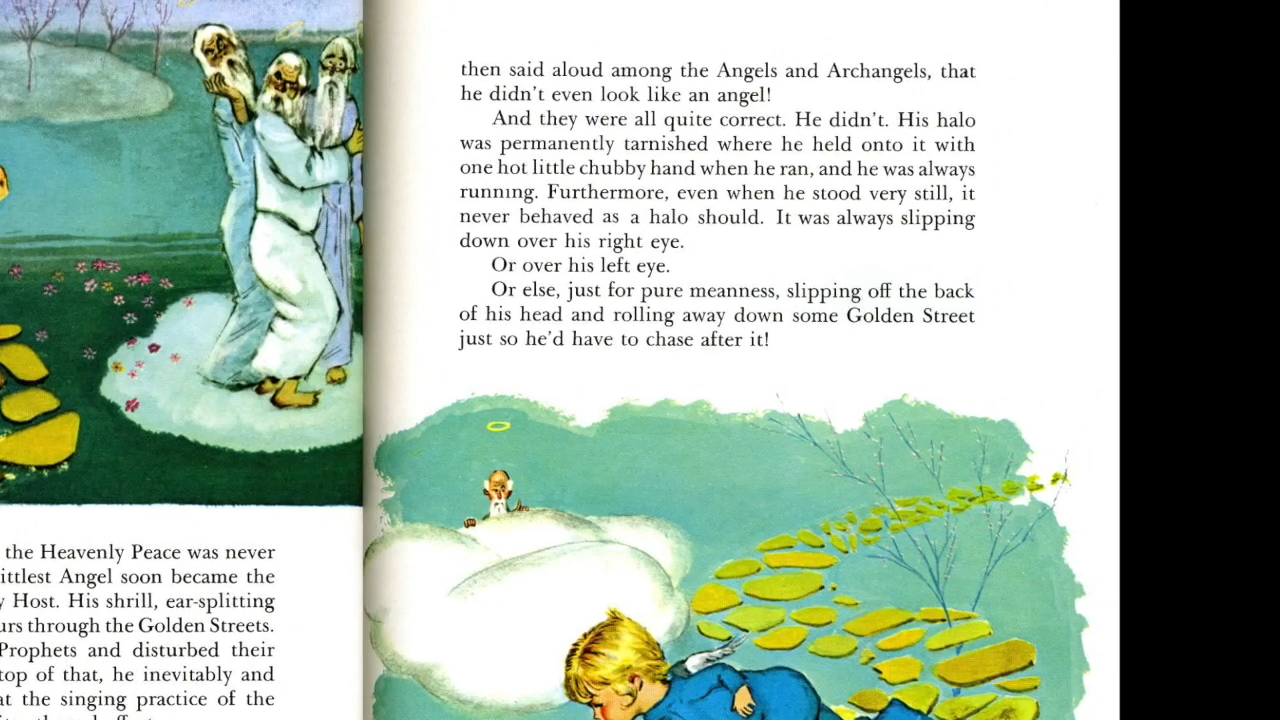 the Heavenly Peace was never
ittlest Angel soon became the
y Host. His shrill, ear-splitting
urs through the Golden Streets.
Prophets and disturbed their
top of that, he inevitably and
at the singing practice of the
then said aloud among the Angels and Archangels, that
he didn't even look like an angel!
And they were all quite correct. He didn't. His halo
was permanently tarnished where he held onto it with
one hot little chubby hand when he ran, and he was always
running. Furthermore, even when he stood very still, it
never behaved as a halo should. It was always slipping
down over his right eye.
Or over his left eye.
Or else, just for pure meanness, slipping off the back
of his head and rolling away down some Golden Street
just so he'd have to chase after it!